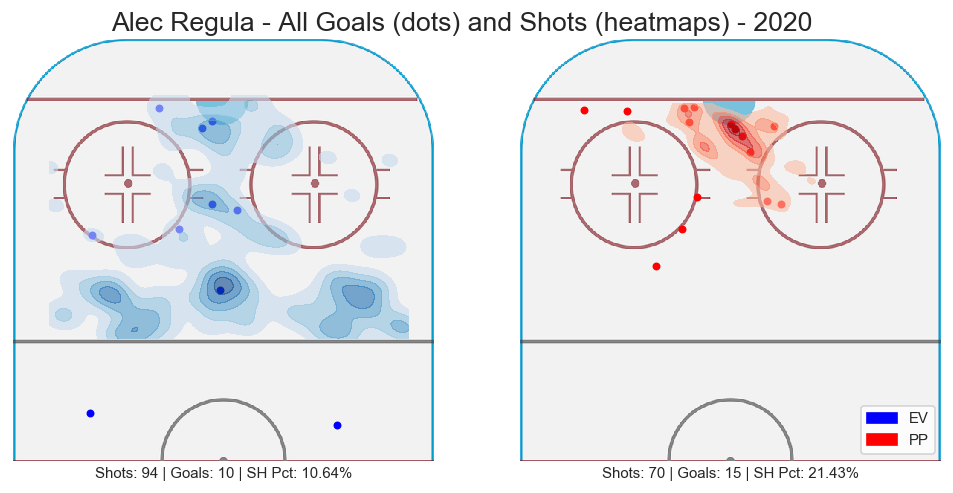 Alec Regula - All Goals (dots) and Shots (heatmaps) - 2020
EV
PP
Shots: 94 | Goals: 10 | SH Pct: 10.64%
Shots: 70 | Goals: 15 | SH Pct: 21.43%